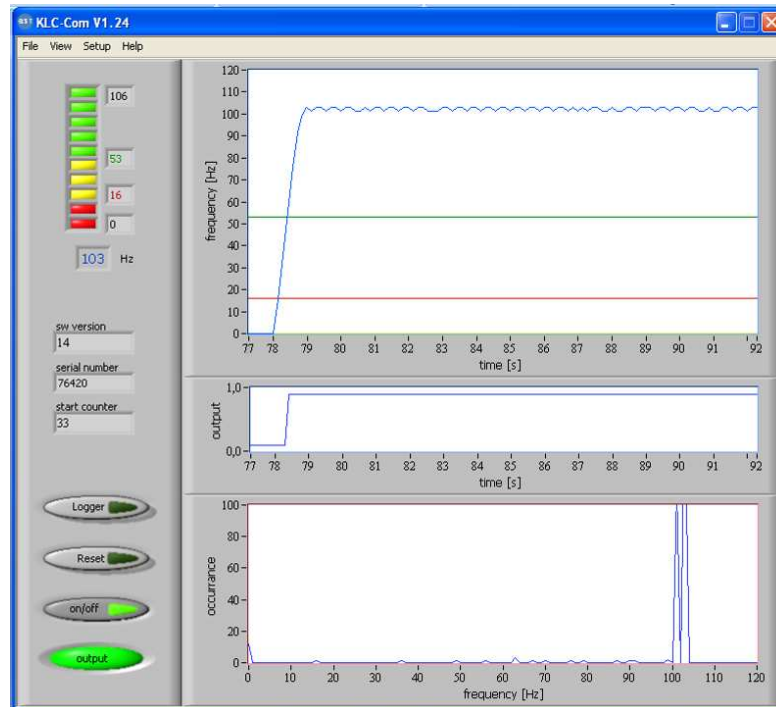 KLC-Com V1.24
File View Setup Help
106
53
16
0
103 Hz
sw version
14
serial number
76420
start counter
33
Logger
Reset
on/off
output
120
110
100
90
80
70
60
50
40
30
20
10
0
frequency [Hz]
77 78 79 80 81 82 83 84 85 86 87 88 89 90 91 92
time [s]
1,0
0,0
output
77 78 79 80 81 82 83 84 85 86 87 88 89 90 91 92
time [s]
100
80
60
40
20
0
occurrance
0 10 20 30 40 50 60 70 80 90 100 110 120
frequency [Hz]